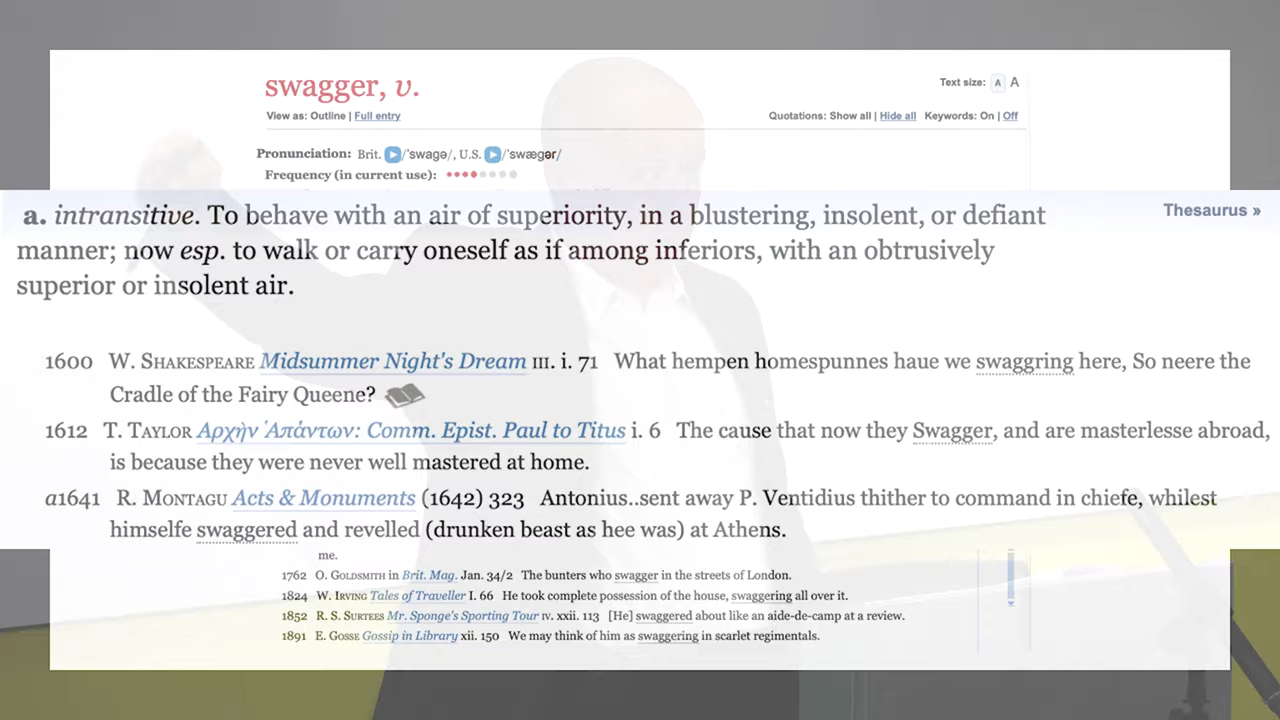 swagger, v.
Text size: A A
View as: Outline | Full entry
Quotations: Show all | Hide all Keywords: On | Off
Pronunciation: Brit. /ˈswaɡə/, U.S. /ˈswæɡər/
Frequency (in current use):
a. intransitive. To behave with an air of superiority, in a blustering, insolent, or defiant
Thesaurus »
manner; now esp. to walk or carry oneself as if among inferiors, with an obtrusively
superior or insolent air.
1600 W. SHAKESPEARE Midsummer Night's Dream III. i. 71 What hempen homespunnes haue we swaggring here, So neere the
Cradle of the Fairy Queene?
1612 T. TAYLOR Αρχὴν Ἁπάντων: Comm. Epist. Paul to Titus i. 6 The cause that now they Swagger, and are masterlesse abroad,
is because they were never well mastered at home.
a1641 R. MONTAGU Acts & Monuments (1642) 323 Antonius..sent away P. Ventidius thither to command in chiefe, whilest
himselfe swaggered and revelled (drunken beast as hee was) at Athens.
me.
1762 O. GOLDSMITH in Brit. Mag. Jan. 34/2 The bunters who swagger in the streets of London.
1824 W. IRVING Tales of Traveller I. 66 He took complete possession of the house, swaggering all over it.
1852 R. S. SURTEES Mr. Sponge's Sporting Tour IV. xxii. 113 [He] swaggered about like an aide-de-camp at a review.
1891 E. GOSSE Gossip in Library xii. 150 We may think of him as swaggering in scarlet regimentals.